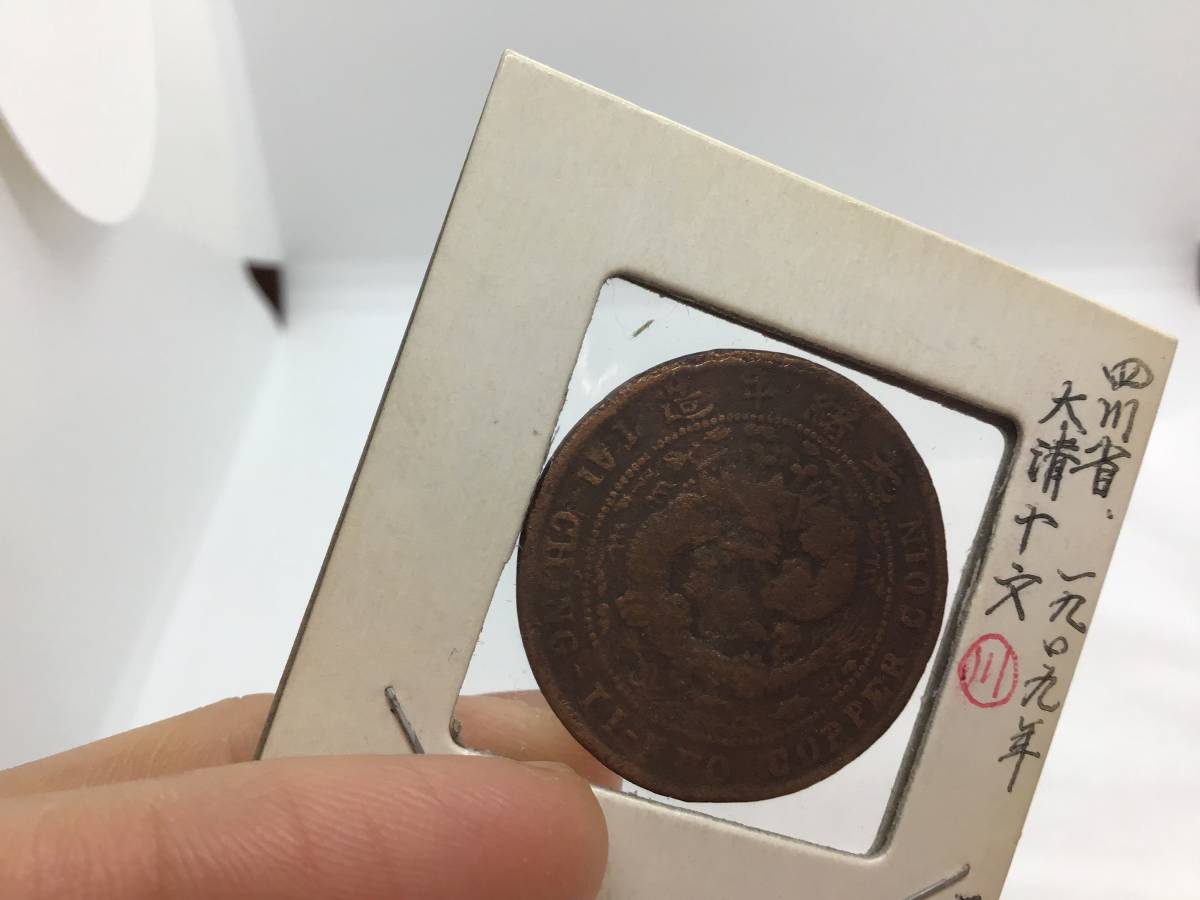 四川省. 一九〇九年
大清十文
川
光緒年造
TAI-CHING-TI-KUO COPPER COIN